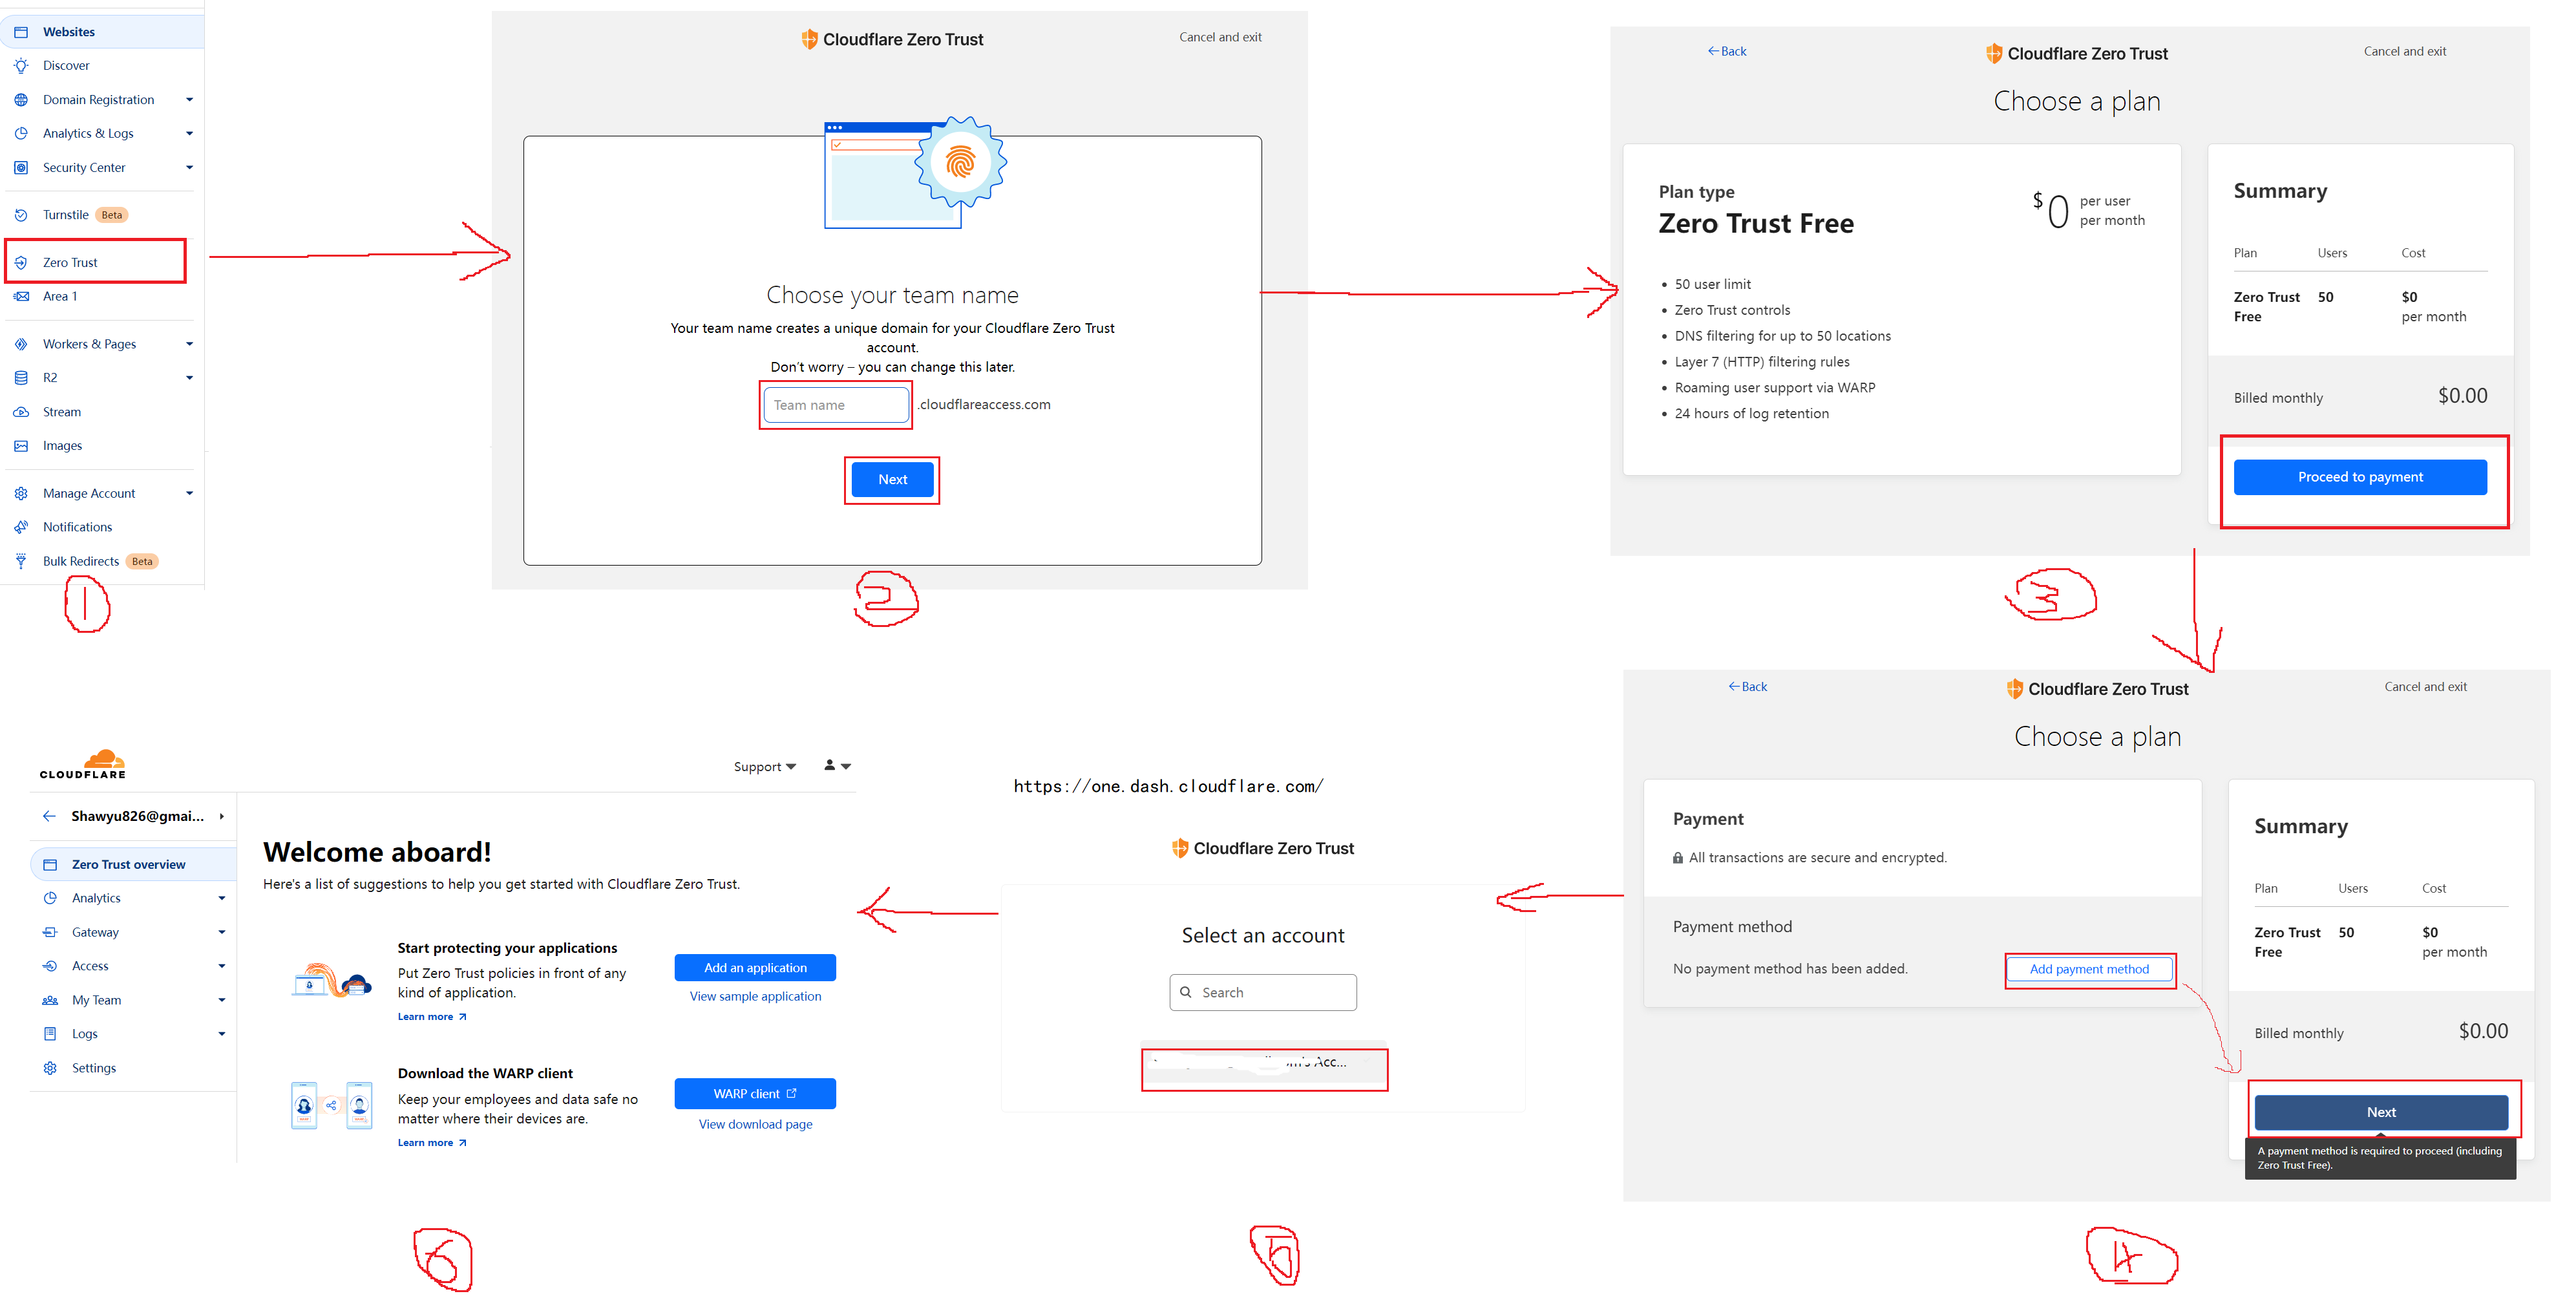 Websites
Discover
Domain Registration
Analytics & Logs
Security Center
Turnstile Beta
Zero Trust
Area 1
Workers & Pages
R2
Stream
Images
Manage Account
Notifications
Bulk Redirects Beta
1
Cloudflare Zero Trust
Cancel and exit
Choose your team name
Your team name creates a unique domain for your Cloudflare Zero Trust
account.
Don't worry – you can change this later.
Team name .cloudflareaccess.com
Next
2
←Back
Cloudflare Zero Trust
Cancel and exit
Choose a plan
Plan type
Zero Trust Free
$0 per user
per month
• 50 user limit
• Zero Trust controls
• DNS filtering for up to 50 locations
• Layer 7 (HTTP) filtering rules
• Roaming user support via WARP
• 24 hours of log retention
Summary
Plan Users Cost
Zero Trust 50 $0
Free per month
Billed monthly $0.00
Proceed to payment
3
←Back
Cloudflare Zero Trust
Cancel and exit
Choose a plan
Payment
All transactions are secure and encrypted.
Payment method
No payment method has been added.
Add payment method
Summary
Plan Users Cost
Zero Trust 50 $0
Free per month
Billed monthly $0.00
Next
A payment method is required to proceed (including
Zero Trust Free).
4
https://one.dash.cloudflare.com/
Cloudflare Zero Trust
Select an account
Search
Acc...
5
CLOUDFLARE
Support
← Shawyu826@gmai...
Zero Trust overview
Analytics
Gateway
Access
My Team
Logs
Settings
Welcome aboard!
Here's a list of suggestions to help you get started with Cloudflare Zero Trust.
Start protecting your applications
Put Zero Trust policies in front of any
kind of application.
Learn more
Add an application
View sample application
Download the WARP client
Keep your employees and data safe no
matter where their devices are.
Learn more
WARP client
View download page
6